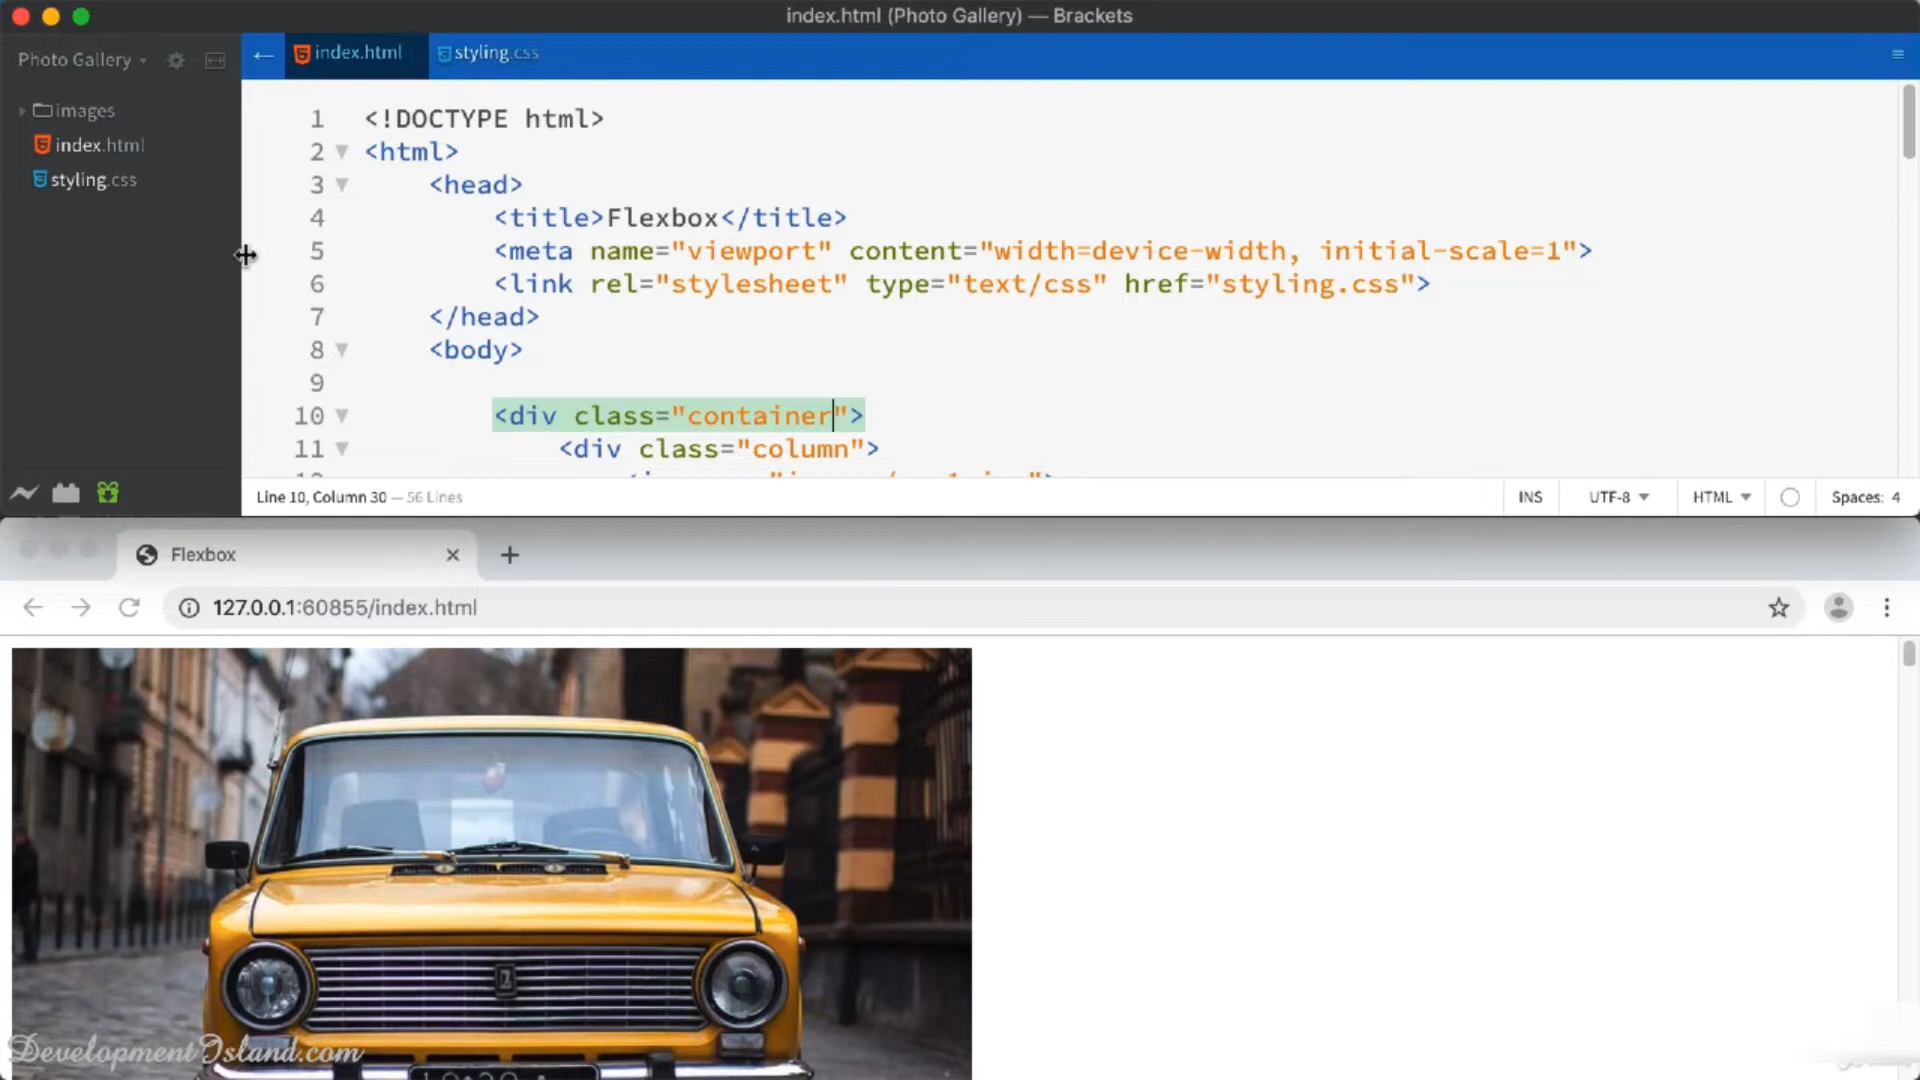 index.html (Photo Gallery) — Brackets
Photo Gallery
images
index.html
styling.css
index.html
styling.css
1 <!DOCTYPE html>
2 <html>
3 <head>
4 <title>Flexbox</title>
5 <meta name="viewport" content="width=device-width, initial-scale=1">
6 <link rel="stylesheet" type="text/css" href="styling.css">
7 </head>
8 <body>
9
10 <div class="container">
11 <div class="column">
Line 10, Column 30 — 56 Lines
INS
UTF-8
HTML
Spaces: 4
Flexbox
127.0.0.1:60855/index.html
DevelopmentIsland.com